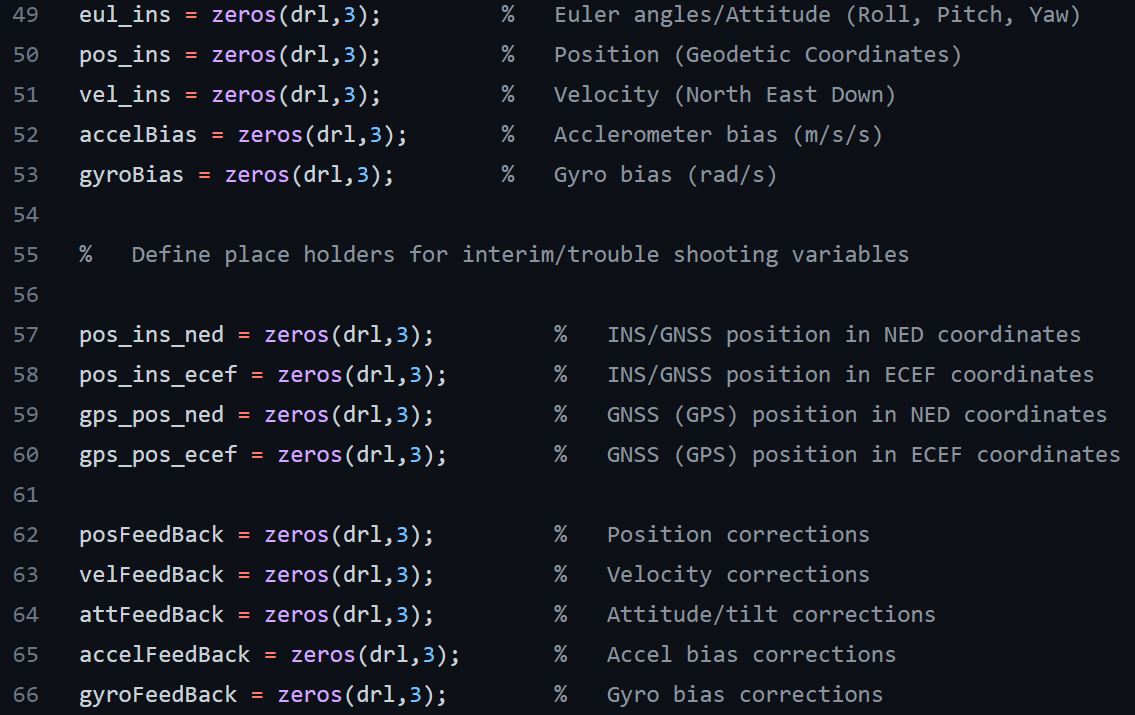 49 eul_ins = zeros(drl,3); % Euler angles/Attitude (Roll, Pitch, Yaw)
50 pos_ins = zeros(drl,3); % Position (Geodetic Coordinates)
51 vel_ins = zeros(drl,3); % Velocity (North East Down)
52 accelBias = zeros(drl,3); % Acclerometer bias (m/s/s)
53 gyroBias = zeros(drl,3); % Gyro bias (rad/s)
54
55 % Define place holders for interim/trouble shooting variables
56
57 pos_ins_ned = zeros(drl,3); % INS/GNSS position in NED coordinates
58 pos_ins_ecef = zeros(drl,3); % INS/GNSS position in ECEF coordinates
59 gps_pos_ned = zeros(drl,3); % GNSS (GPS) position in NED coordinates
60 gps_pos_ecef = zeros(drl,3); % GNSS (GPS) position in ECEF coordinates
61
62 posFeedBack = zeros(drl,3); % Position corrections
63 velFeedBack = zeros(drl,3); % Velocity corrections
64 attFeedBack = zeros(drl,3); % Attitude/tilt corrections
65 accelFeedBack = zeros(drl,3); % Accel bias corrections
66 gyroFeedBack = zeros(drl,3); % Gyro bias corrections